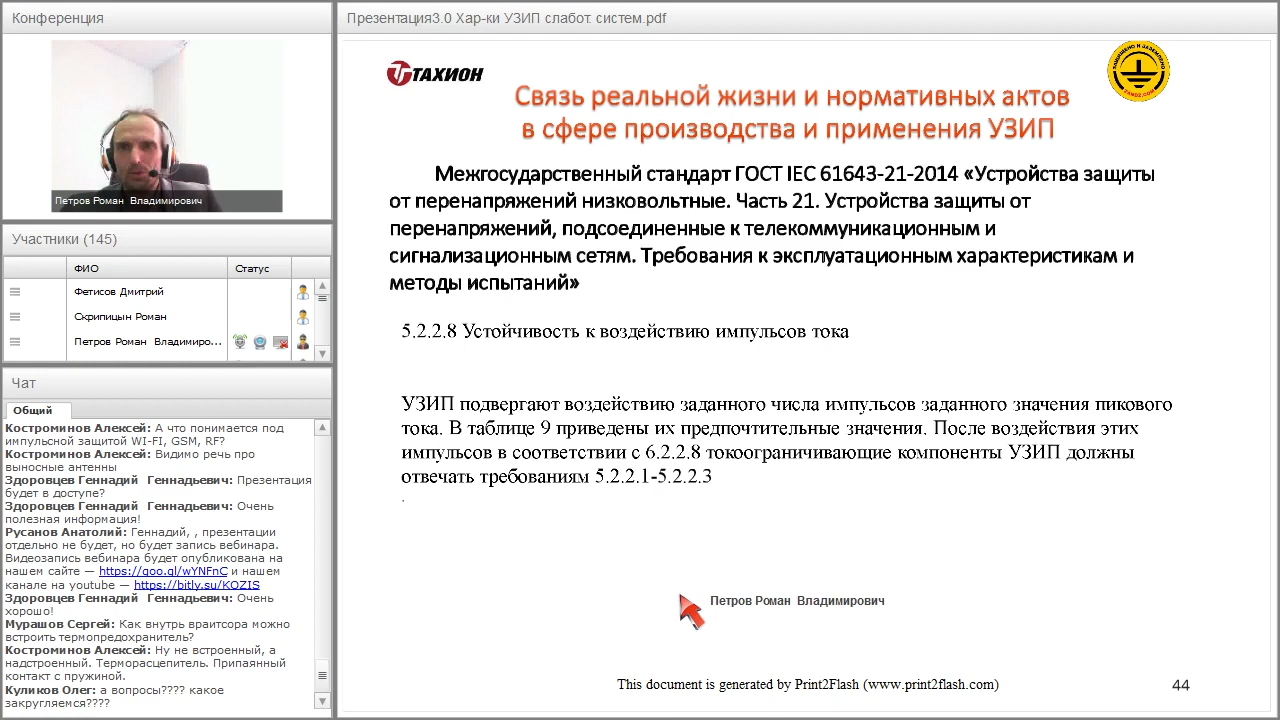 Конференция
Петров Роман Владимирович
Участники (145)
ФИО
Статус
Фетисов Дмитрий
Скрипицын Роман
Петров Роман Владимиро...
Чат
Общий
Костроминов Алексей: А что понимается под
импульсной защитой WI-FI, GSM, RF?
Костроминов Алексей: Видимо речь про
выносные антенны
Здоровцев Геннадий Геннадьевич: Презентация
будет в доступе?
Здоровцев Геннадий Геннадьевич: Очень
полезная информация!
Русанов Анатолий: Геннадий, , презентации
отдельно не будет, но будет запись вебинара.
Видеозапись вебинара будет опубликована на
нашем сайте — https://goo.gl/wYNFnC и нашем
канале на youtube — https://bitly.su/KOZIS
Здоровцев Геннадий Геннадьевич: Очень
хорошо!
Мурашов Сергей: Как внутрь враитсора можно
встроить термопредохранитель?
Костроминов Алексей: Ну не встроенный, а
надстроенный. Терморасцепитель. Припаянный
контакт с пружиной.
Куликов Олег: а вопросы???? какое
закругляемся????
Презентация3.0 Хар-ки УЗИП слабот. систем.pdf
ТАХИОН
ЗАЩИЩЕНО И ЗАЗЕМЛЕНО
ZANDZ.COM
Связь реальной жизни и нормативных актов
в сфере производства и применения УЗИП
Межгосударственный стандарт ГОСТ IEC 61643-21-2014 «Устройства защиты
от перенапряжений низковольтные. Часть 21. Устройства защиты от
перенапряжений, подсоединенные к телекоммуникационным и
сигнализационным сетям. Требования к эксплуатационным характеристикам и
методы испытаний»
5.2.2.8 Устойчивость к воздействию импульсов тока
УЗИП подвергают воздействию заданного числа импульсов заданного значения пикового
тока. В таблице 9 приведены их предпочтительные значения. После воздействия этих
импульсов в соответствии с 6.2.2.8 токоограничивающие компоненты УЗИП должны
отвечать требованиям 5.2.2.1-5.2.2.3
.
Петров Роман Владимирович
This document is generated by Print2Flash (www.print2flash.com)
44